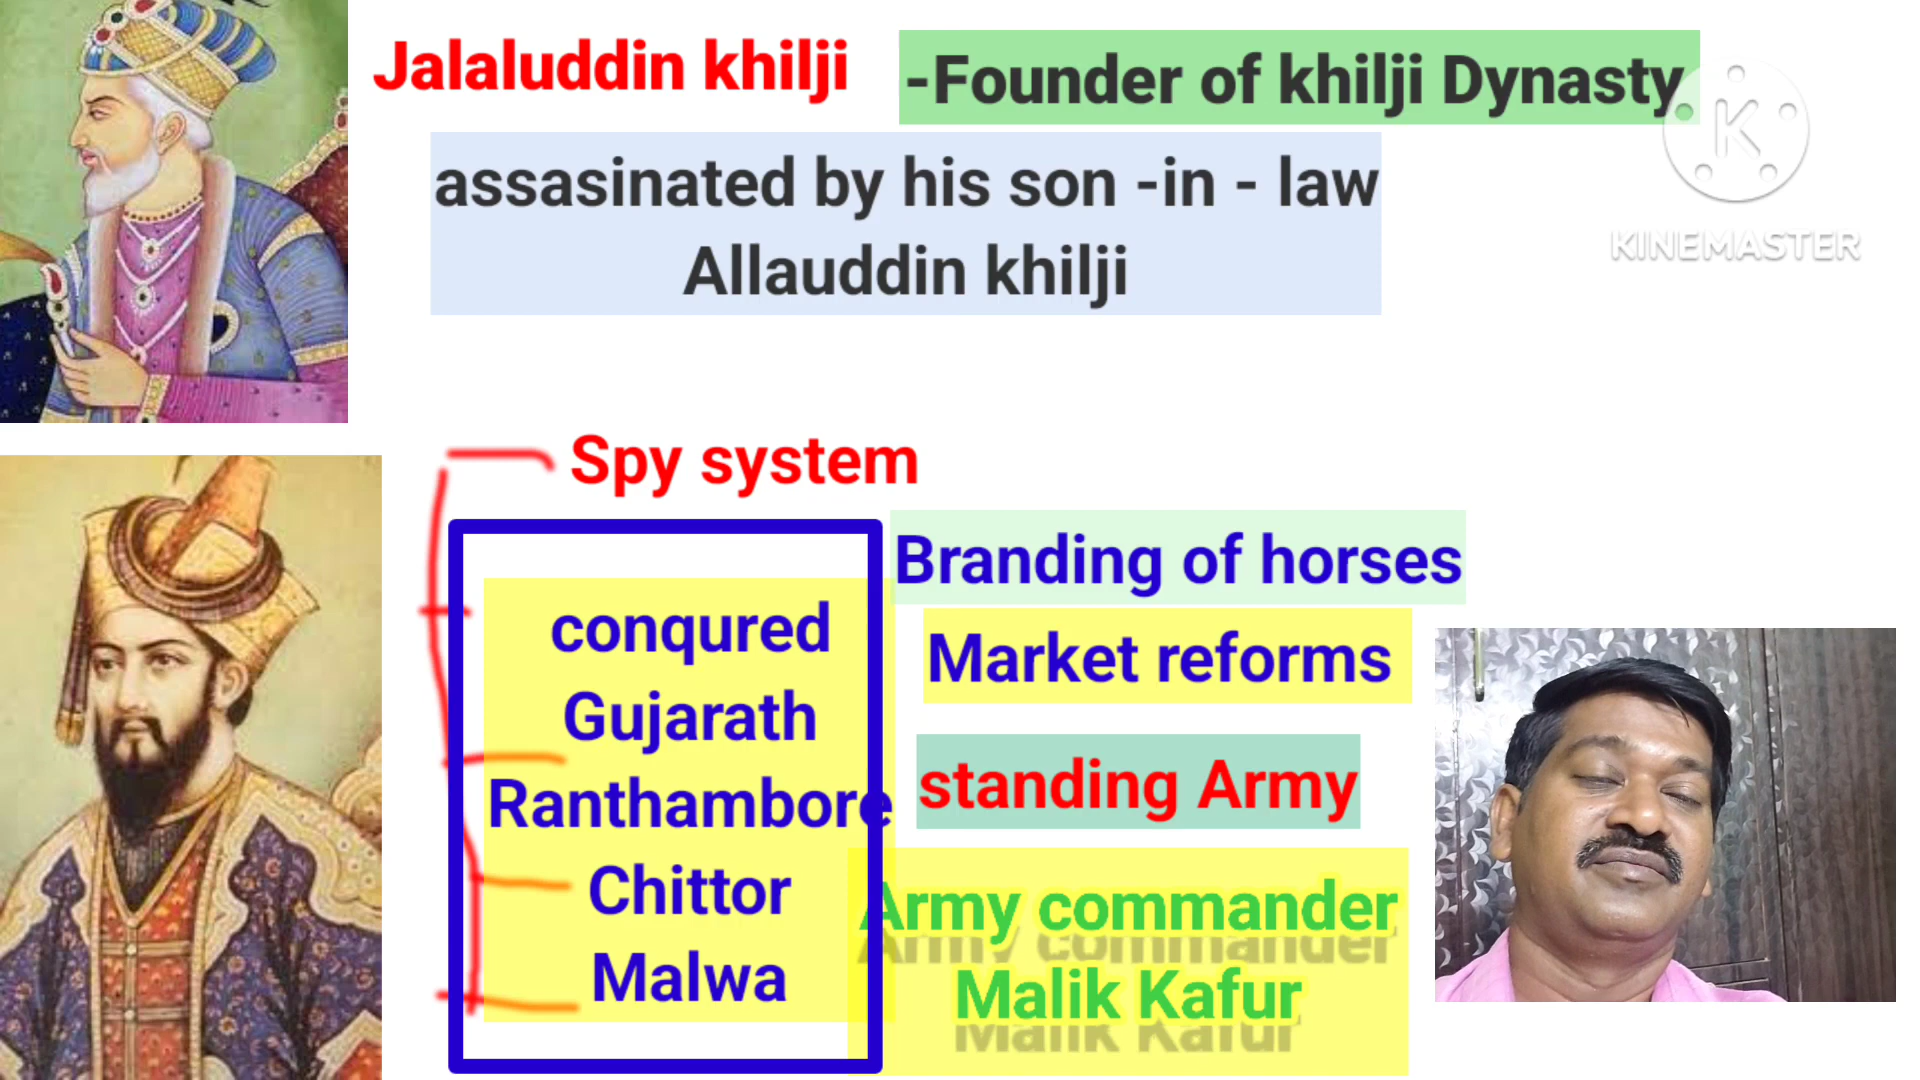 Jalaluddin khilji
-Founder of khilji Dynasty
K
KINEMASTER
assasinated by his son -in - law
Allauddin khilji
Spy system
conqured
Gujarath
Ranthambore
Chittor
Malwa
Branding of horses
Market reforms
standing Army
Army commander
Malik Kafur